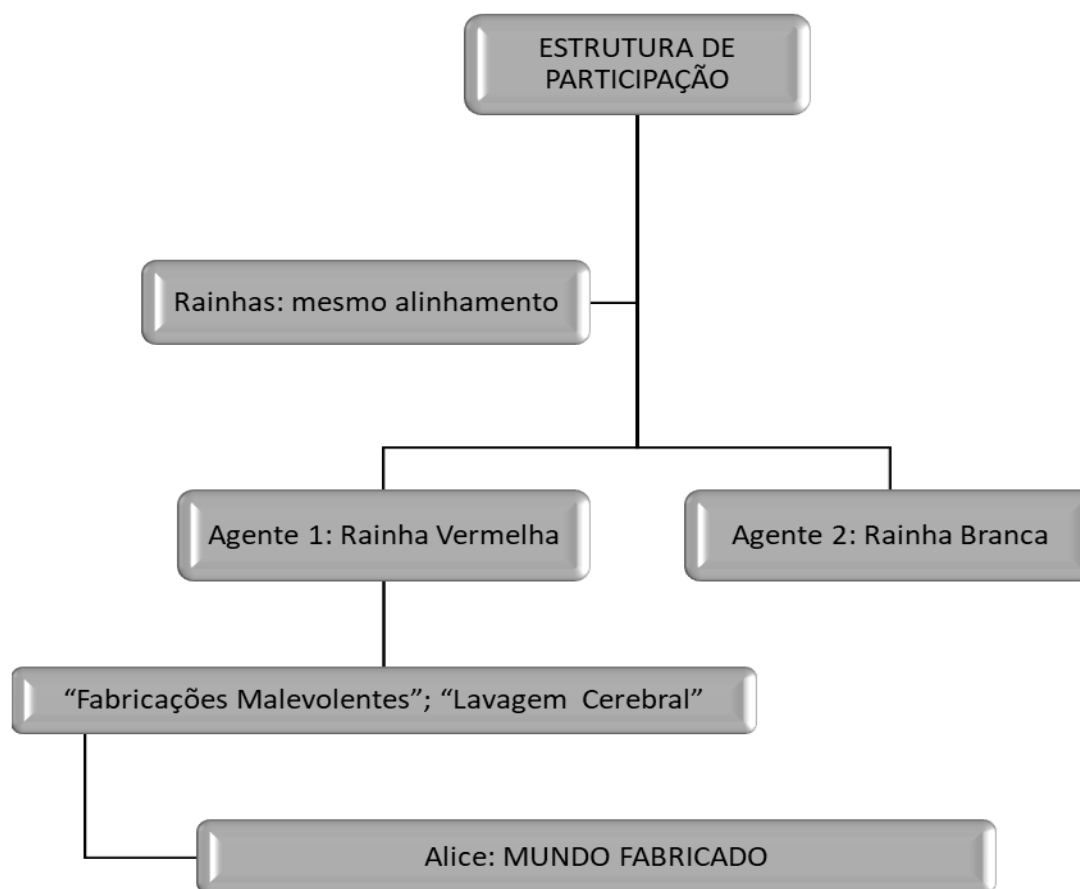 ESTRUTURA DE
PARTICIPAÇÃO
Rainhas: mesmo alinhamento
Agente 1: Rainha Vermelha
Agente 2: Rainha Branca
“Fabricações Malevolentes”; “Lavagem Cerebral”
Alice: MUNDO FABRICADO